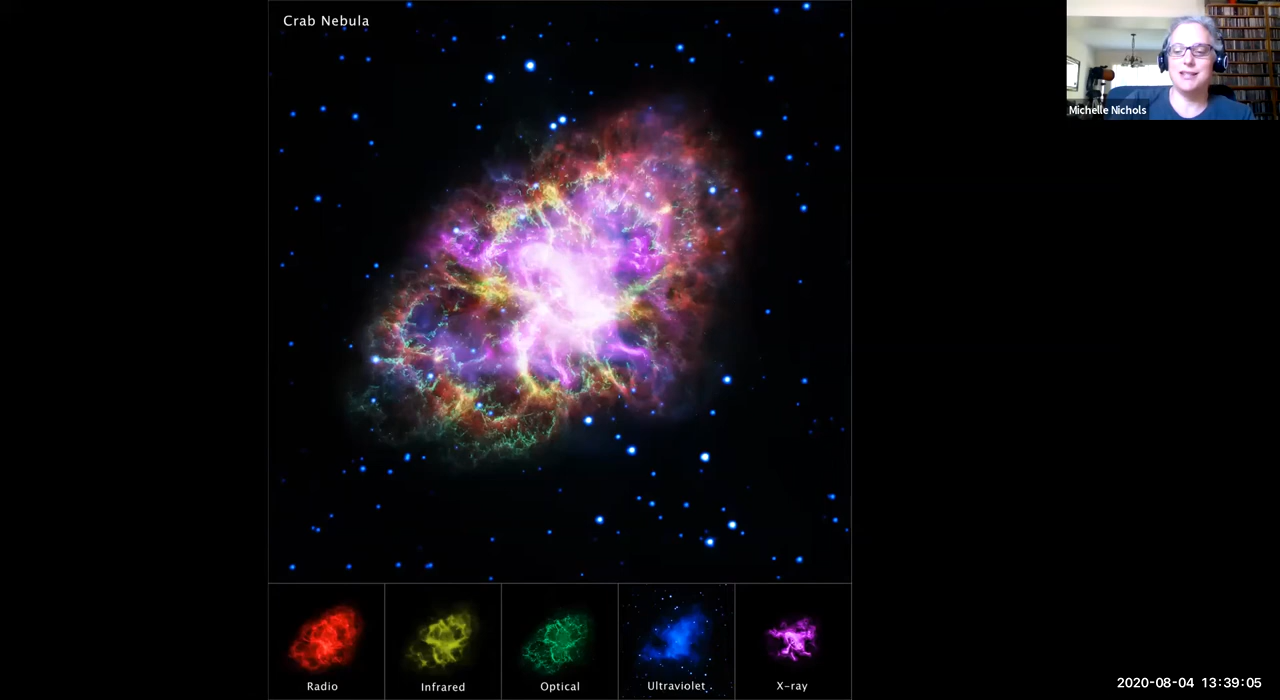 Crab Nebula
Michelle Nichols
Radio
Infrared
Optical
Ultraviolet
X-ray
2020-08-04 13:39:05